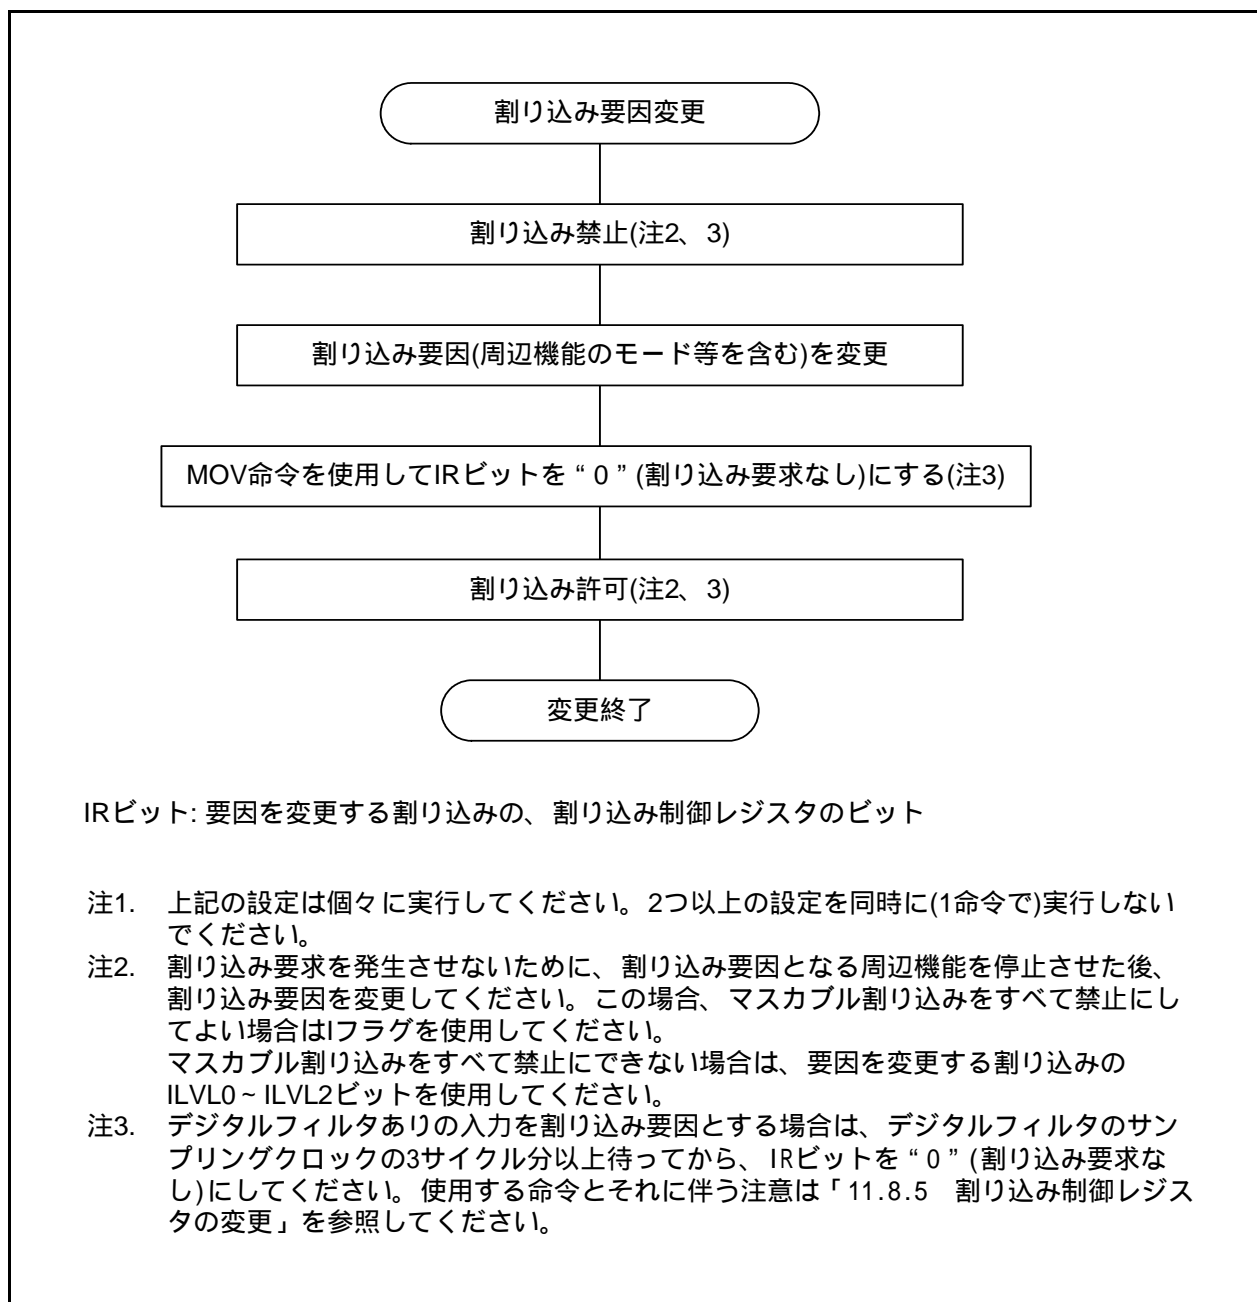 割り込み要因変更
割り込み禁止(注2、3)
割り込み要因(周辺機能のモード等を含む)を変更
MOV命令を使用してIRビットを“0”(割り込み要求なし)にする(注3)
割り込み許可(注2、3)
変更終了
IRビット: 要因を変更する割り込みの、割り込み制御レジスタのビット
注1. 上記の設定は個々に実行してください。2つ以上の設定を同時に(1命令で)実行しない
でください。
注2. 割り込み要求を発生させないために、割り込み要因となる周辺機能を停止させた後、
割り込み要因を変更してください。この場合、マスカブル割り込みをすべて禁止にし
てよい場合はIフラグを使用してください。
マスカブル割り込みをすべて禁止にできない場合は、要因を変更する割り込みの
ILVL0~ILVL2ビットを使用してください。
注3. デジタルフィルタありの入力を割り込み要因とする場合は、デジタルフィルタのサン
プリングクロックの3サイクル分以上待ってから、IRビットを“0”(割り込み要求な
し)にしてください。使用する命令とそれに伴う注意は「11.8.5 割り込み制御レジス
タの変更」を参照してください。